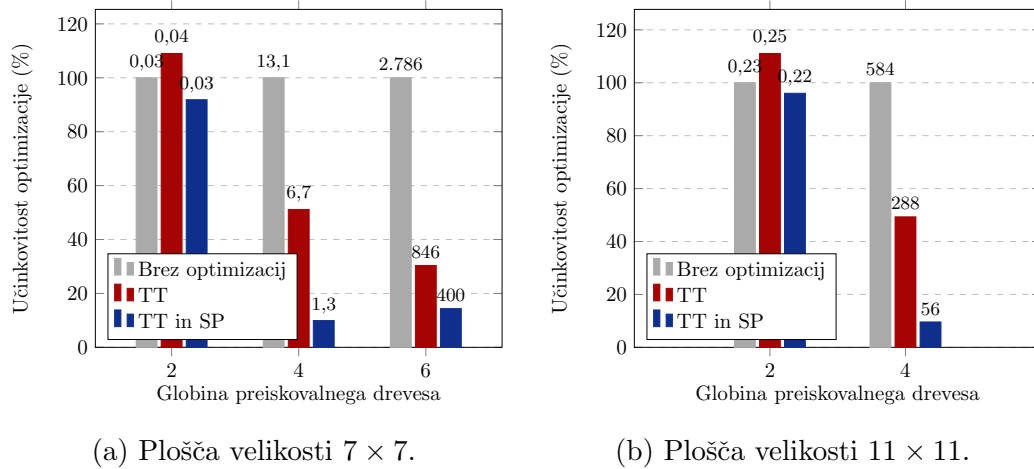 120
100
80
60
40
20
0
Učinkovitost optimizacije (%)
0,03
0,04
0,03
13,1
6,7
1,3
2.786
846
400
Brez optimizacij
TT
TT in SP
2
4
6
Globina preiskovalnega drevesa
(a) Plošča velikosti 7 × 7.
120
100
80
60
40
20
0
Učinkovitost optimizacije (%)
0,23
0,25
0,22
584
288
56
Brez optimizacij
TT
TT in SP
2
4
Globina preiskovalnega drevesa
(b) Plošča velikosti 11 × 11.